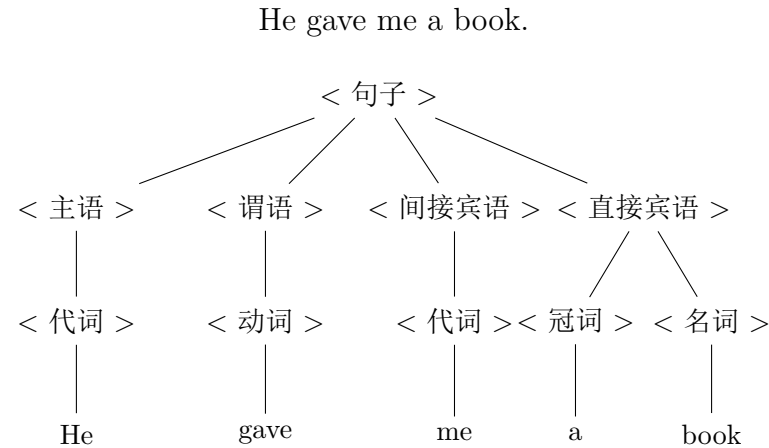 He gave me a book.
< 句子 >
< 主语 > < 谓语 > < 间接宾语 > < 直接宾语 >
< 代词 > < 动词 > < 代词 > < 冠词 > < 名词 >
He gave me a book